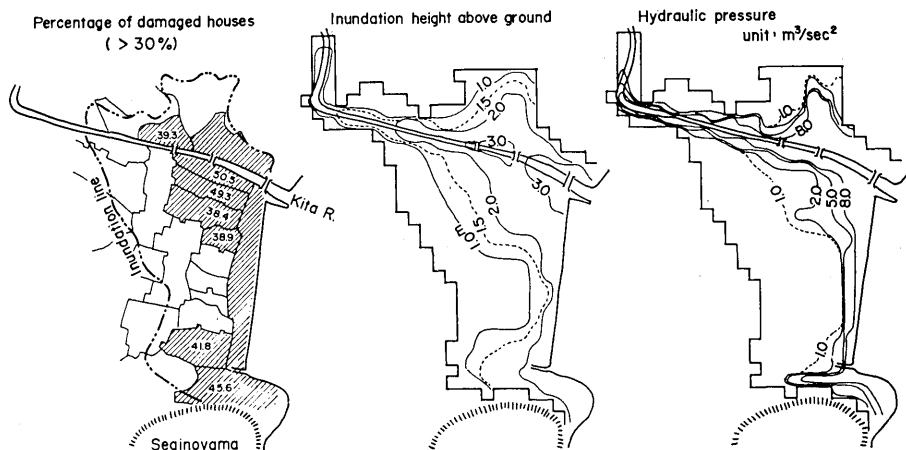 Percentage of damaged houses
( > 30%)
39.3
50.5
49.3
38.4
38.9
41.8
45.6
Kita R.
Inundation line
Seginoyama
Inundation height above ground
1.0
1.5
2.0
3.0
3.0
2.0
1.5
1.0m
Hydraulic pressure
unit · m³/sec²
1.0
8.0
1.0
2.0
5.0
8.0
1.0